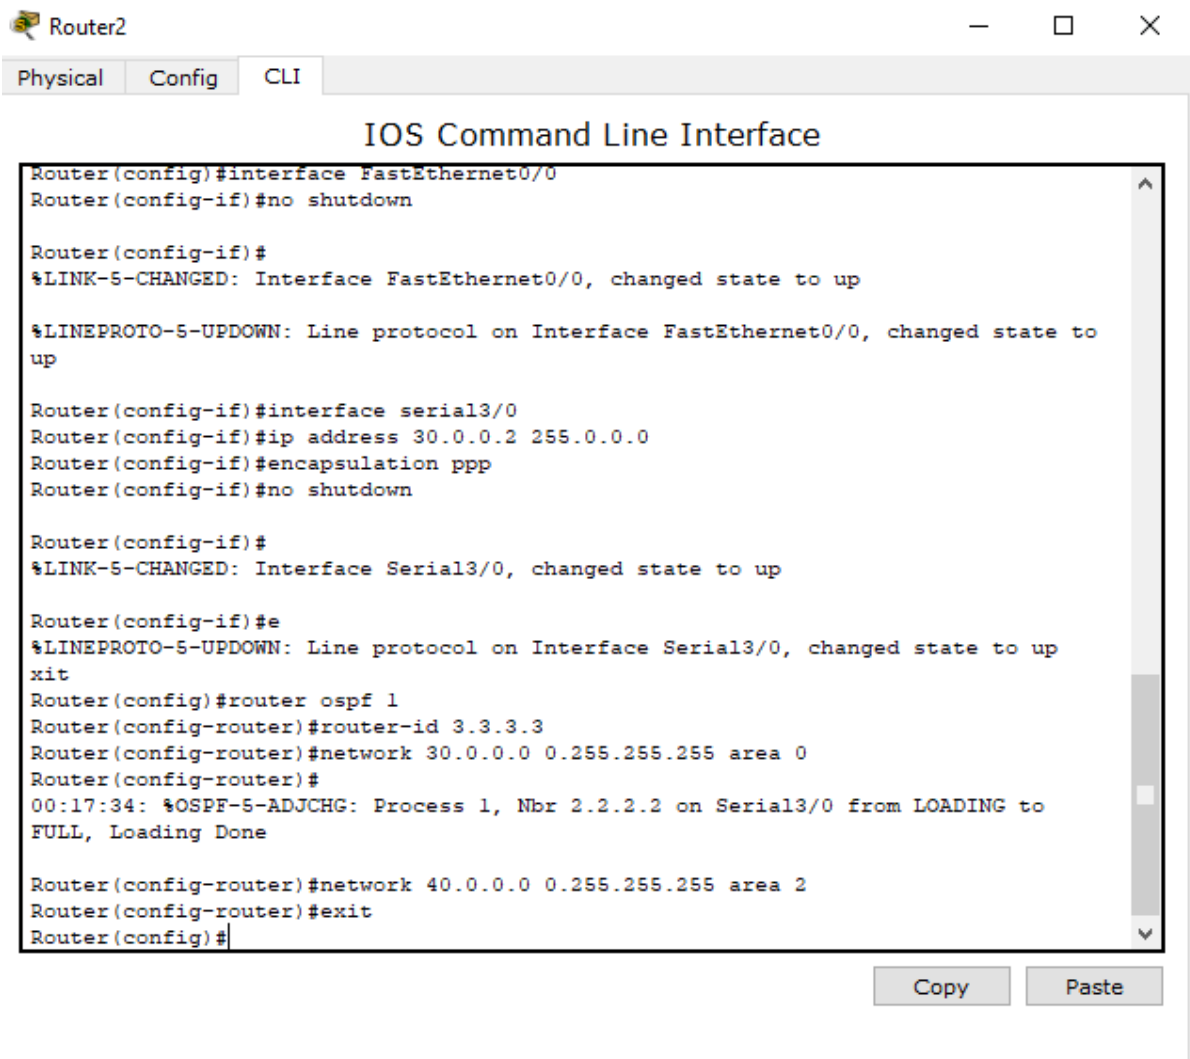 Router2
Physical Config CLI
IOS Command Line Interface
Router(config)#interface FastEthernet0/0
Router(config-if)#no shutdown
Router(config-if)#
%LINK-5-CHANGED: Interface FastEthernet0/0, changed state to up
%LINEPROTO-5-UPDOWN: Line protocol on Interface FastEthernet0/0, changed state to
up
Router(config-if)#interface serial3/0
Router(config-if)#ip address 30.0.0.2 255.0.0.0
Router(config-if)#encapsulation ppp
Router(config-if)#no shutdown
Router(config-if)#
%LINK-5-CHANGED: Interface Serial3/0, changed state to up
Router(config-if)#e
%LINEPROTO-5-UPDOWN: Line protocol on Interface Serial3/0, changed state to up
xit
Router(config)#router ospf 1
Router(config-router)#router-id 3.3.3.3
Router(config-router)#network 30.0.0.0 0.255.255.255 area 0
Router(config-router)#
00:17:34: %OSPF-5-ADJCHG: Process 1, Nbr 2.2.2.2 on Serial3/0 from LOADING to
FULL, Loading Done
Router(config-router)#network 40.0.0.0 0.255.255.255 area 2
Router(config-router)#exit
Router(config)#
Copy Paste